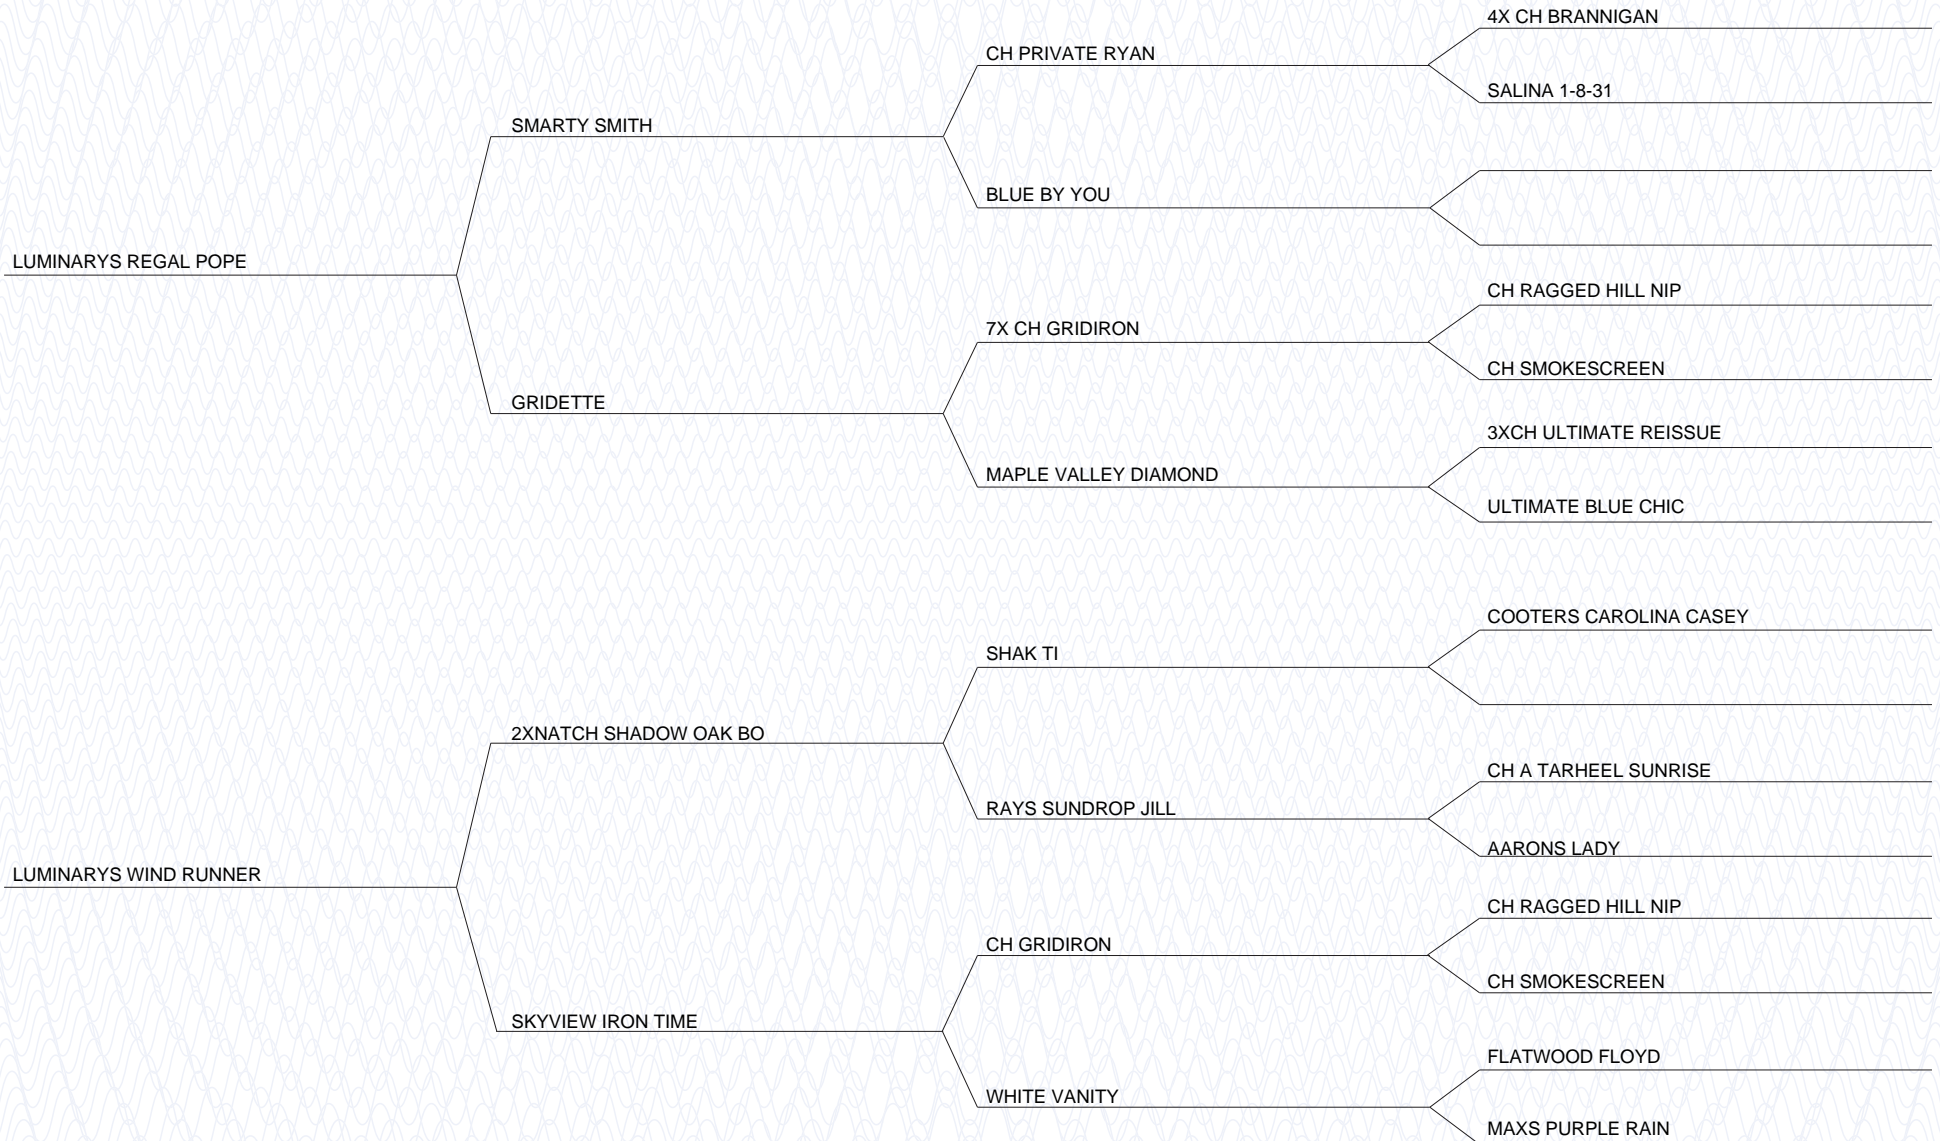 4X CH BRANNIGAN
CH PRIVATE RYAN
SALINA 1-8-31
SMARTY SMITH
BLUE BY YOU
LUMINARYS REGAL POPE
CH RAGGED HILL NIP
7X CH GRIDIRON
CH SMOKESCREEN
GRIDETTE
3XCH ULTIMATE REISSUE
MAPLE VALLEY DIAMOND
ULTIMATE BLUE CHIC
COOTERS CAROLINA CASEY
SHAK TI
2XNATCH SHADOW OAK BO
CH A TARHEEL SUNRISE
RAYS SUNDROP JILL
AARONS LADY
LUMINARYS WIND RUNNER
CH RAGGED HILL NIP
CH GRIDIRON
CH SMOKESCREEN
SKYVIEW IRON TIME
FLATWOOD FLOYD
WHITE VANITY
MAXS PURPLE RAIN